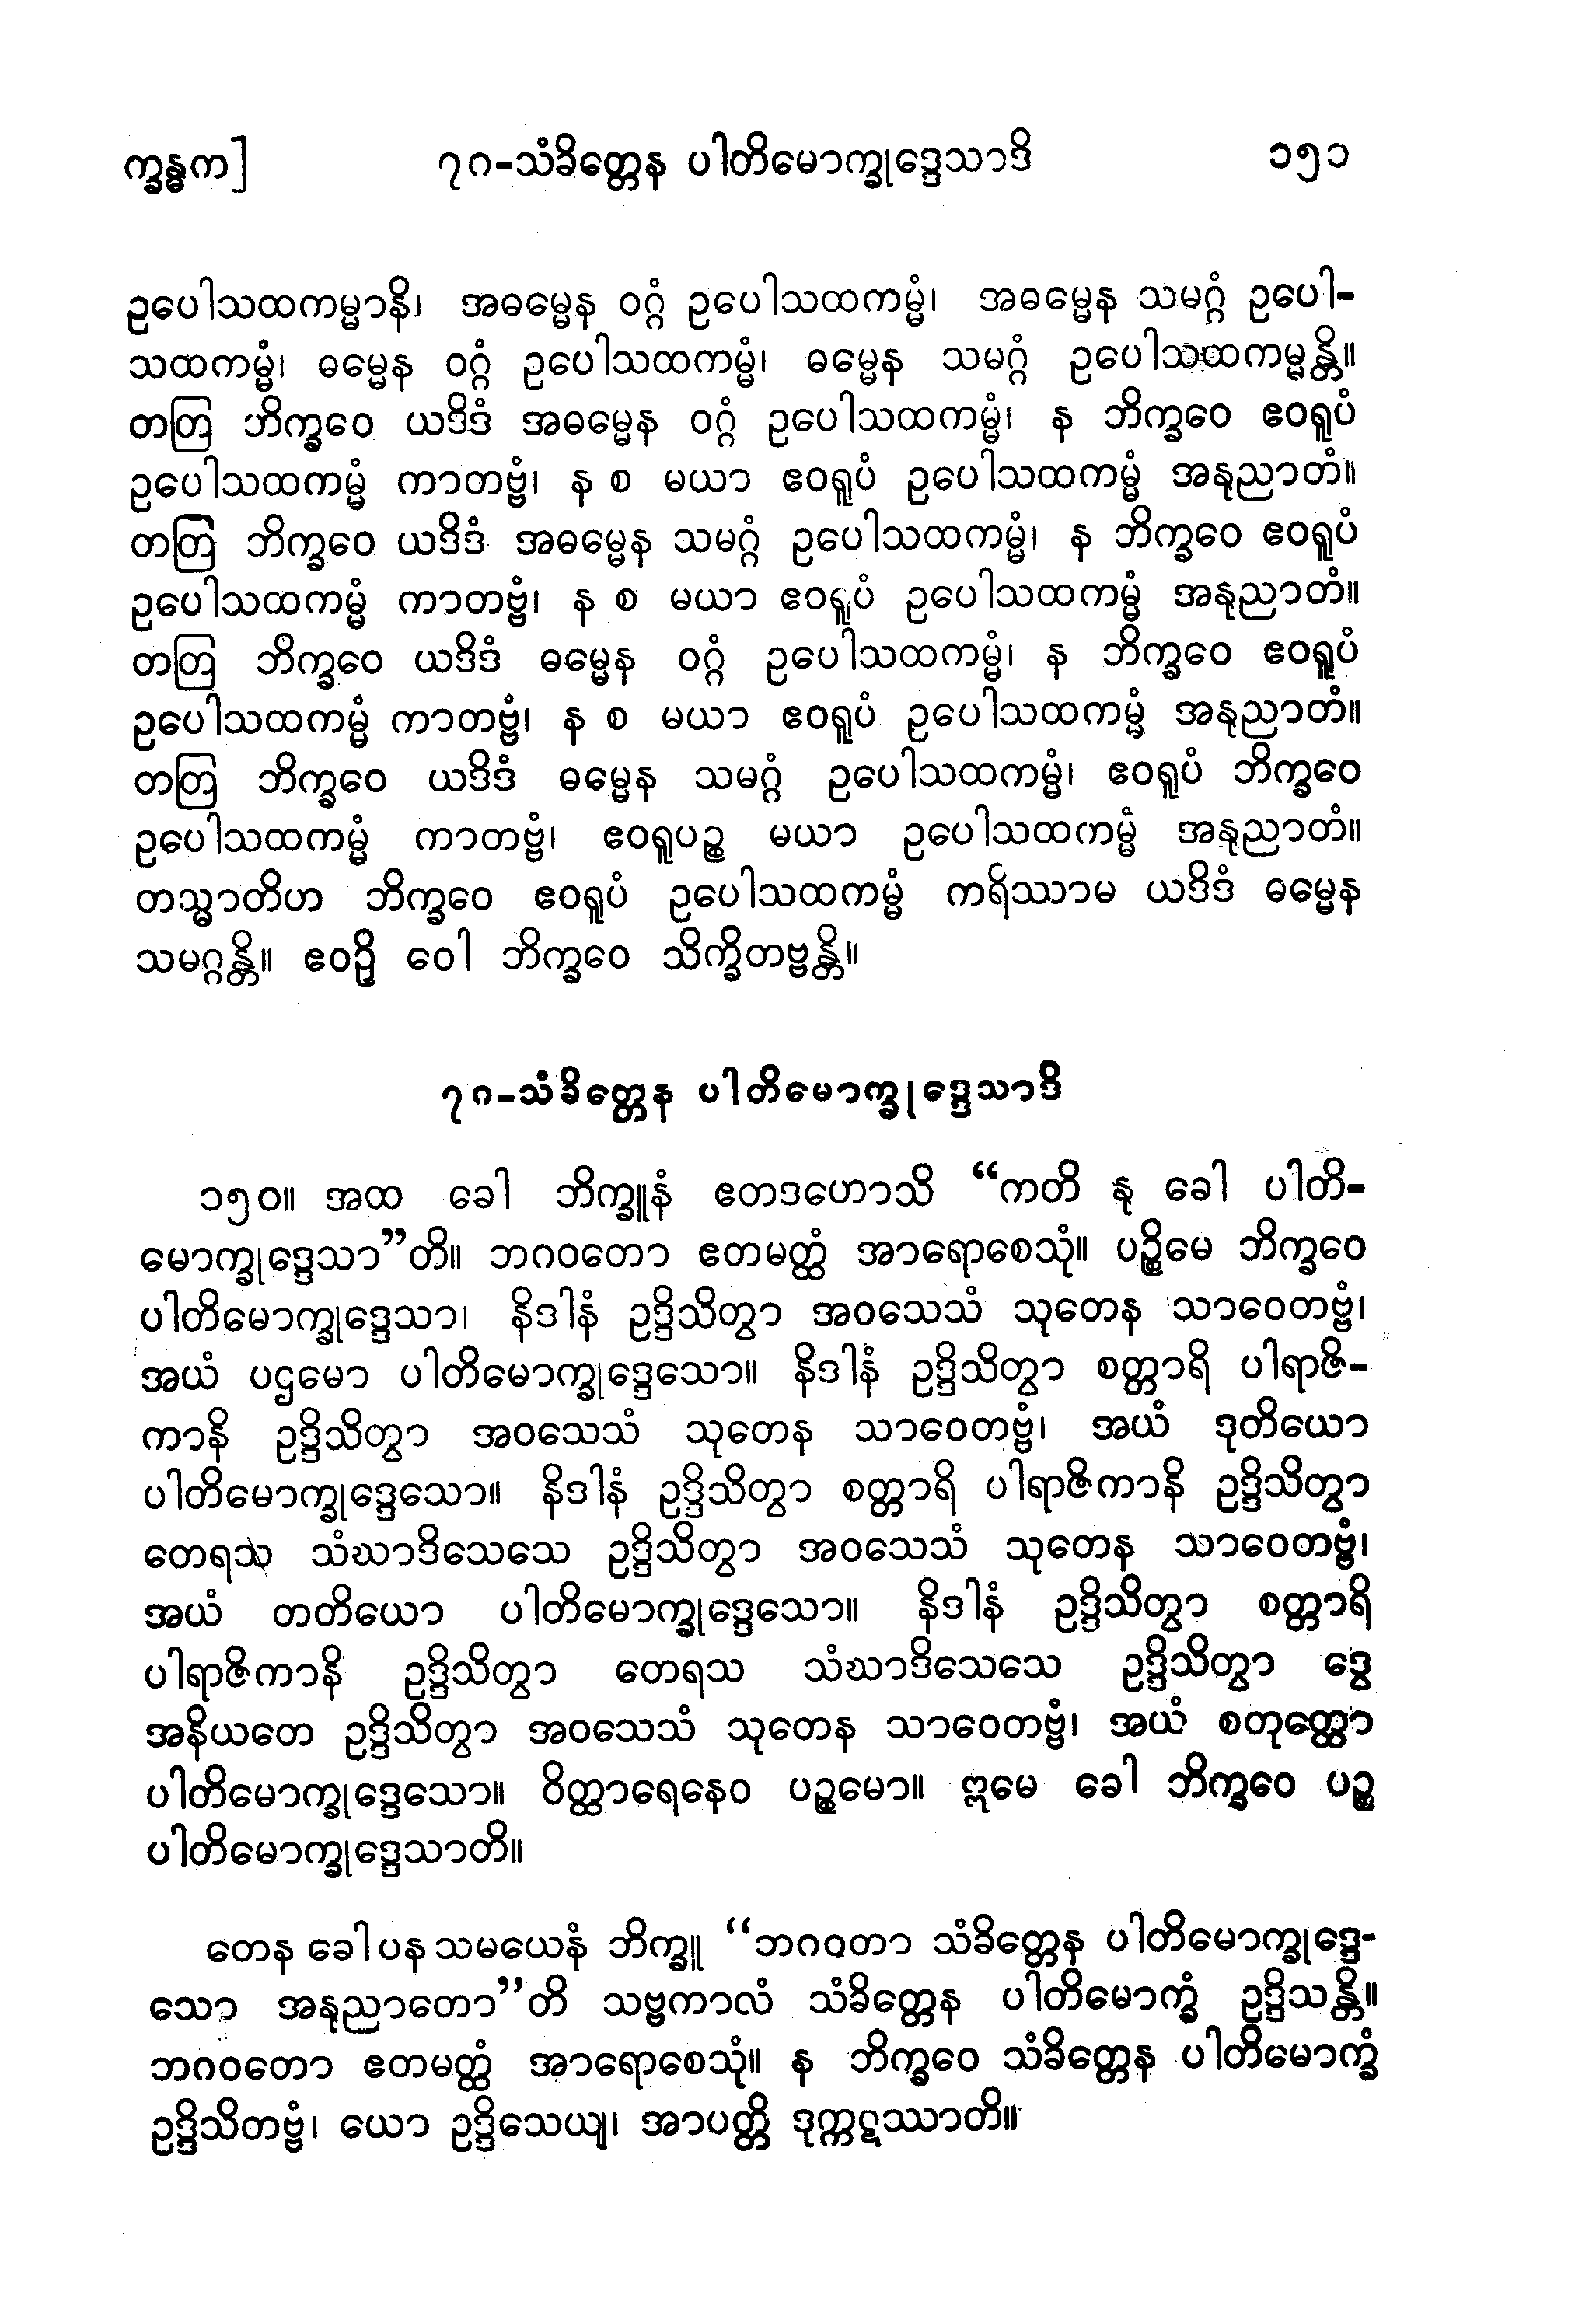 က္ခန္ဓက] ၇၈-သံခိတ္တေန ပါတိမောက္ခုဒ္ဒေသာဒိ ၁၅၁
ဥပေါသထကမ္မာနိ၊ အဓမ္မေန ဝဂ္ဂံ ဥပေါသထကမ္မံ၊ အဓမ္မေန သမဂ္ဂံ ဥပေါ-
သထကမ္မံ၊ ဓမ္မေန ဝဂ္ဂံ ဥပေါသထကမ္မံ၊ ဓမ္မေန သမဂ္ဂံ ဥပေါသထကမ္မန္တိ။
တတြ ဘိက္ခဝေ ယဒိဒံ အဓမ္မေန ဝဂ္ဂံ ဥပေါသထကမ္မံ၊ န ဘိက္ခဝေ ဧဝရူပံ
ဥပေါသထကမ္မံ ကာတဗ္ဗံ၊ န စ မယာ ဧဝရူပံ ဥပေါသထကမ္မံ အနုညာတံ။
တတြ ဘိက္ခဝေ ယဒိဒံ အဓမ္မေန သမဂ္ဂံ ဥပေါသထကမ္မံ၊ န ဘိက္ခဝေ ဧဝရူပံ
ဥပေါသထကမ္မံ ကာတဗ္ဗံ၊ န စ မယာ ဧဝရူပံ ဥပေါသထကမ္မံ အနုညာတံ။
တတြ ဘိက္ခဝေ ယဒိဒံ ဓမ္မေန ဝဂ္ဂံ ဥပေါသထကမ္မံ၊ န ဘိက္ခဝေ ဧဝရူပံ
ဥပေါသထကမ္မံ ကာတဗ္ဗံ၊ န စ မယာ ဧဝရူပံ ဥပေါသထကမ္မံ အနုညာတံ။
တတြ ဘိက္ခဝေ ယဒိဒံ ဓမ္မေန သမဂ္ဂံ ဥပေါသထကမ္မံ၊ ဧဝရူပံ ဘိက္ခဝေ
ဥပေါသထကမ္မံ ကာတဗ္ဗံ၊ ဧဝရူပဉ္စ မယာ ဥပေါသထကမ္မံ အနုညာတံ။
တသ္မာတိဟ ဘိက္ခဝေ ဧဝရူပံ ဥပေါသထကမ္မံ ကရိဿာမ ယဒိဒံ ဓမ္မေန
သမဂ္ဂန္တိ။ ဧဝဉှိ ဝေါ ဘိက္ခဝေ သိက္ခိတဗ္ဗန္တိ။
၇၈-သံခိတ္တေန ပါတိမောက္ခုဒ္ဒေသာဒိ
၁၅၀။ အထ ခေါ ဘိက္ခူနံ ဧတဒဟောသိ “ကတိ နု ခေါ ပါတိ-
မောက္ခုဒ္ဒေသာ”တိ။ ဘဂဝတော ဧတမတ္ထံ အာရောစေသုံ။ ပဉ္စိမေ ဘိက္ခဝေ
ပါတိမောက္ခုဒ္ဒေသာ၊ နိဒါနံ ဥဒ္ဒိသိတွာ အဝသေသံ သုတေန သာဝေတဗ္ဗံ၊
အယံ ပဌမော ပါတိမောက္ခုဒ္ဒေသော။ နိဒါနံ ဥဒ္ဒိသိတွာ စတ္တာရိ ပါရာဇိ-
ကာနိ ဥဒ္ဒိသိတွာ အဝသေသံ သုတေန သာဝေတဗ္ဗံ၊ အယံ ဒုတိယော
ပါတိမောက္ခုဒ္ဒေသော။ နိဒါနံ ဥဒ္ဒိသိတွာ စတ္တာရိ ပါရာဇိကာနိ ဥဒ္ဒိသိတွာ
တေရသ သံဃာဒိသေသေ ဥဒ္ဒိသိတွာ အဝသေသံ သုတေန သာဝေတဗ္ဗံ၊
အယံ တတိယော ပါတိမောက္ခုဒ္ဒေသော။ နိဒါနံ ဥဒ္ဒိသိတွာ စတ္တာရိ
ပါရာဇိကာနိ ဥဒ္ဒိသိတွာ တေရသ သံဃာဒိသေသေ ဥဒ္ဒိသိတွာ ဒွေ
အနိယတေ ဥဒ္ဒိသိတွာ အဝသေသံ သုတေန သာဝေတဗ္ဗံ၊ အယံ စတုတ္ထော
ပါတိမောက္ခုဒ္ဒေသော။ ဝိတ္ထာရေနေဝ ပဉ္စမော။ ဣမေ ခေါ ဘိက္ခဝေ ပဉ္စ
ပါတိမောက္ခုဒ္ဒေသာတိ။
တေန ခေါ ပန သမယေန ဘိက္ခူ “ဘဂဝတာ သံခိတ္တေန ပါတိမောက္ခုဒ္ဒေ-
သော အနုညာတော”တိ သဗ္ဗကာလံ သံခိတ္တေန ပါတိမောက္ခံ ဥဒ္ဒိသန္တိ။
ဘဂဝတော ဧတမတ္ထံ အာရောစေသုံ။ န ဘိက္ခဝေ သံခိတ္တေန ပါတိမောက္ခံ
ဥဒ္ဒိသိတဗ္ဗံ၊ ယော ဥဒ္ဒိသေယျ၊ အာပတ္တိ ဒုက္ကဋဿာတိ။